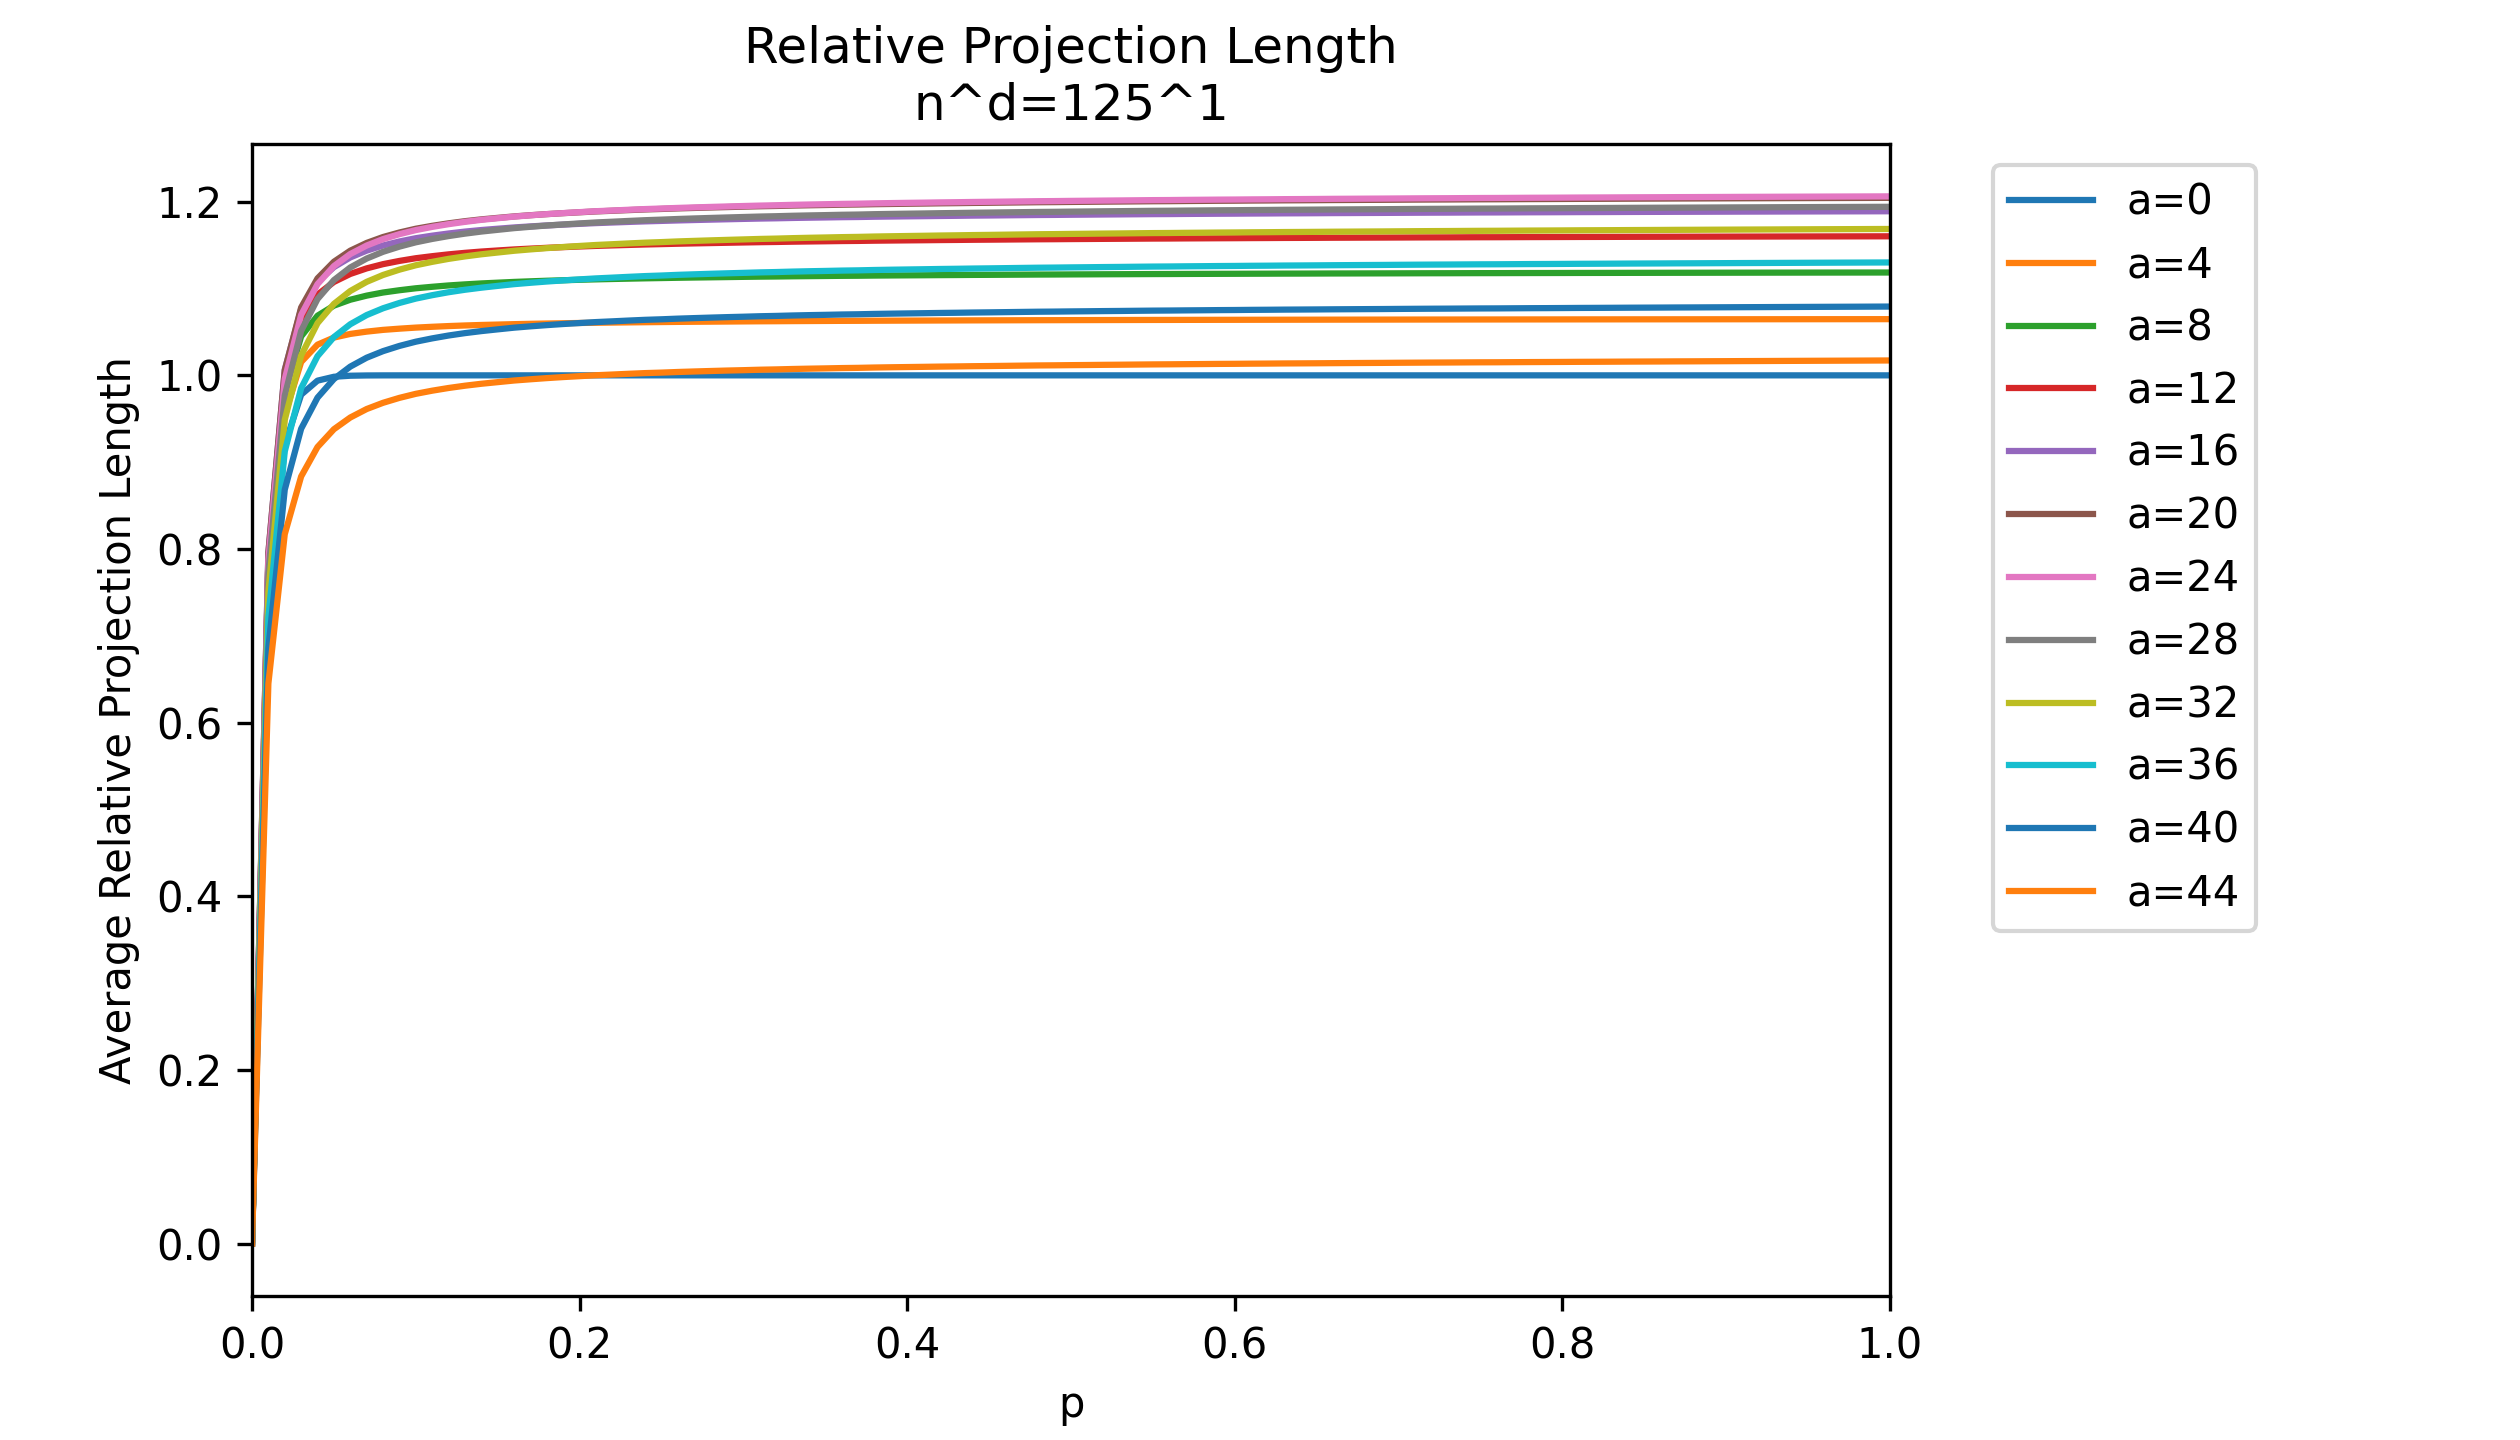 Relative Projection Length
n^d=125^1
Average Relative Projection Length
1.2
1.0
0.8
0.6
0.4
0.2
0.0
0.0 0.2 0.4 0.6 0.8 1.0
p
a=0
a=4
a=8
a=12
a=16
a=20
a=24
a=28
a=32
a=36
a=40
a=44